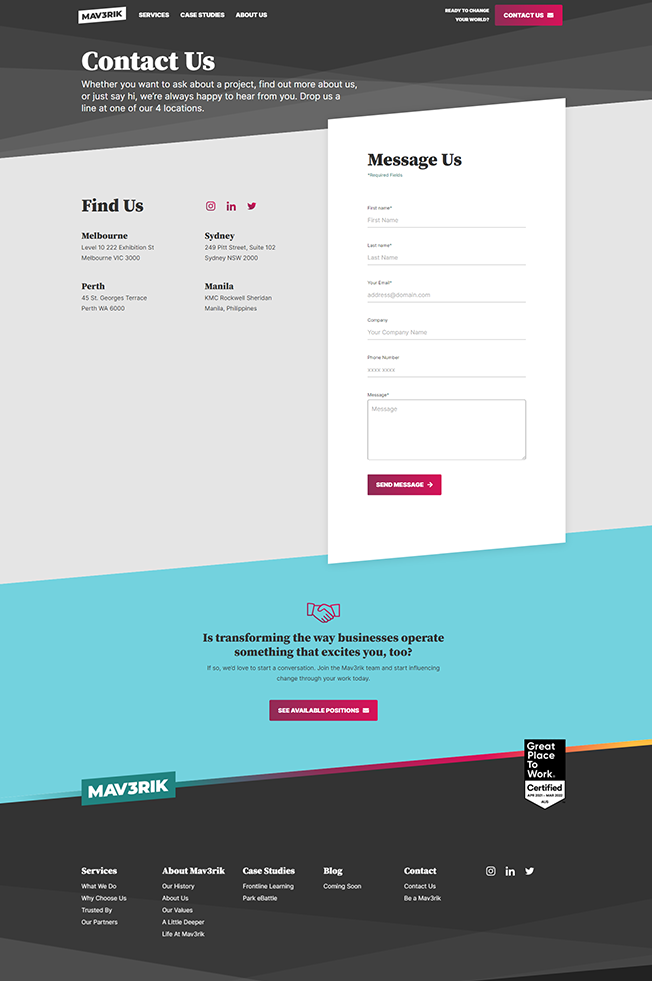 MAV3RIK
SERVICES
CASE STUDIES
ABOUT US
READY TO CHANGE
YOUR WORLD?
CONTACT US
Contact Us
Whether you want to ask about a project, find out more about us,
or just say hi, we're always happy to hear from you. Drop us a
line at one of our 4 locations.
Find Us
Melbourne
Level 10 222 Exhibition St
Melbourne VIC 3000
Sydney
249 Pitt Street, Suite 102
Sydney NSW 2000
Perth
45 St. Georges Terrace
Perth WA 6000
Manila
KMC Rockwell Sheridan
Manila, Philippines
Message Us
*Required Fields
First name*
First Name
Last name*
Last Name
Your Email*
address@domain.com
Company
Your Company Name
Phone Number
xxxx xxxx
Message*
Message
SEND MESSAGE
Is transforming the way businesses operate
something that excites you, too?
If so, we'd love to start a conversation. Join the Mav3rik team and start influencing
change through your work today.
SEE AVAILABLE POSITIONS
MAV3RIK
Great
Place
To
Work.
Certified
APR 2021 - MAR 2022
AUS
Services
What We Do
Why Choose Us
Trusted By
Our Partners
About Mav3rik
Our History
About Us
Our Values
A Little Deeper
Life At Mav3rik
Case Studies
Frontline Learning
Park eBattle
Blog
Coming Soon
Contact
Contact Us
Be a Mav3rik